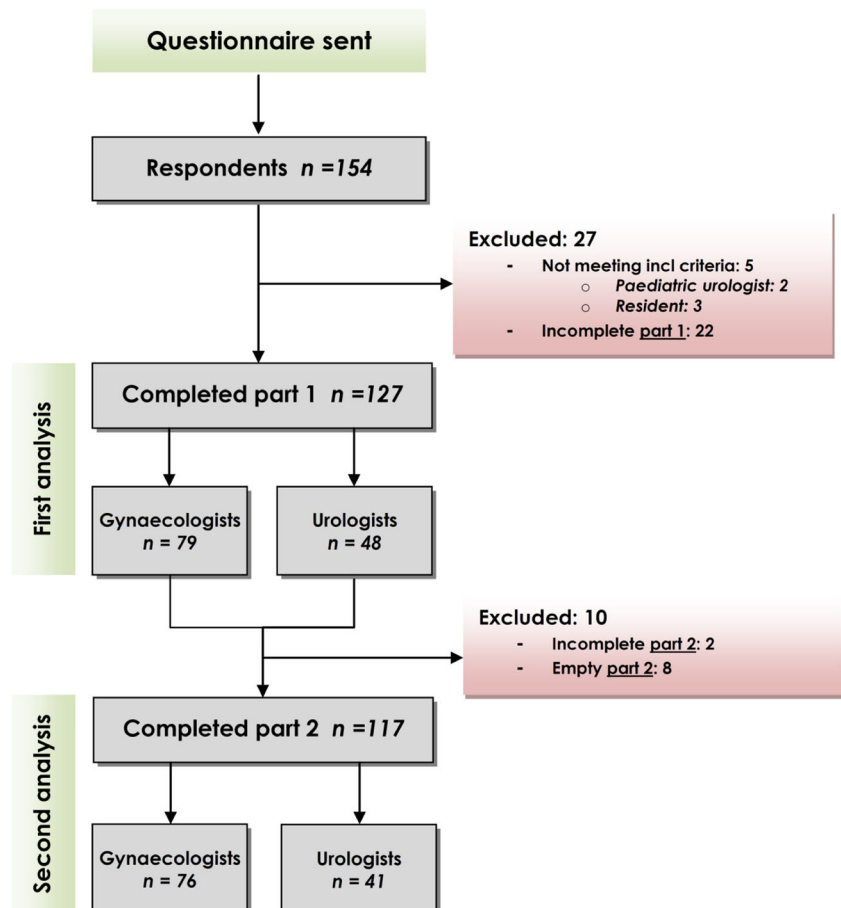 Questionnaire sent
Respondents n =154
Excluded: 27
- Not meeting incl criteria: 5
o Paediatric urologist: 2
o Resident: 3
- Incomplete part 1: 22
First analysis
Completed part 1 n =127
Gynaecologists
n = 79
Urologists
n = 48
Excluded: 10
- Incomplete part 2: 2
- Empty part 2: 8
Second analysis
Completed part 2 n =117
Gynaecologists
n = 76
Urologists
n = 41